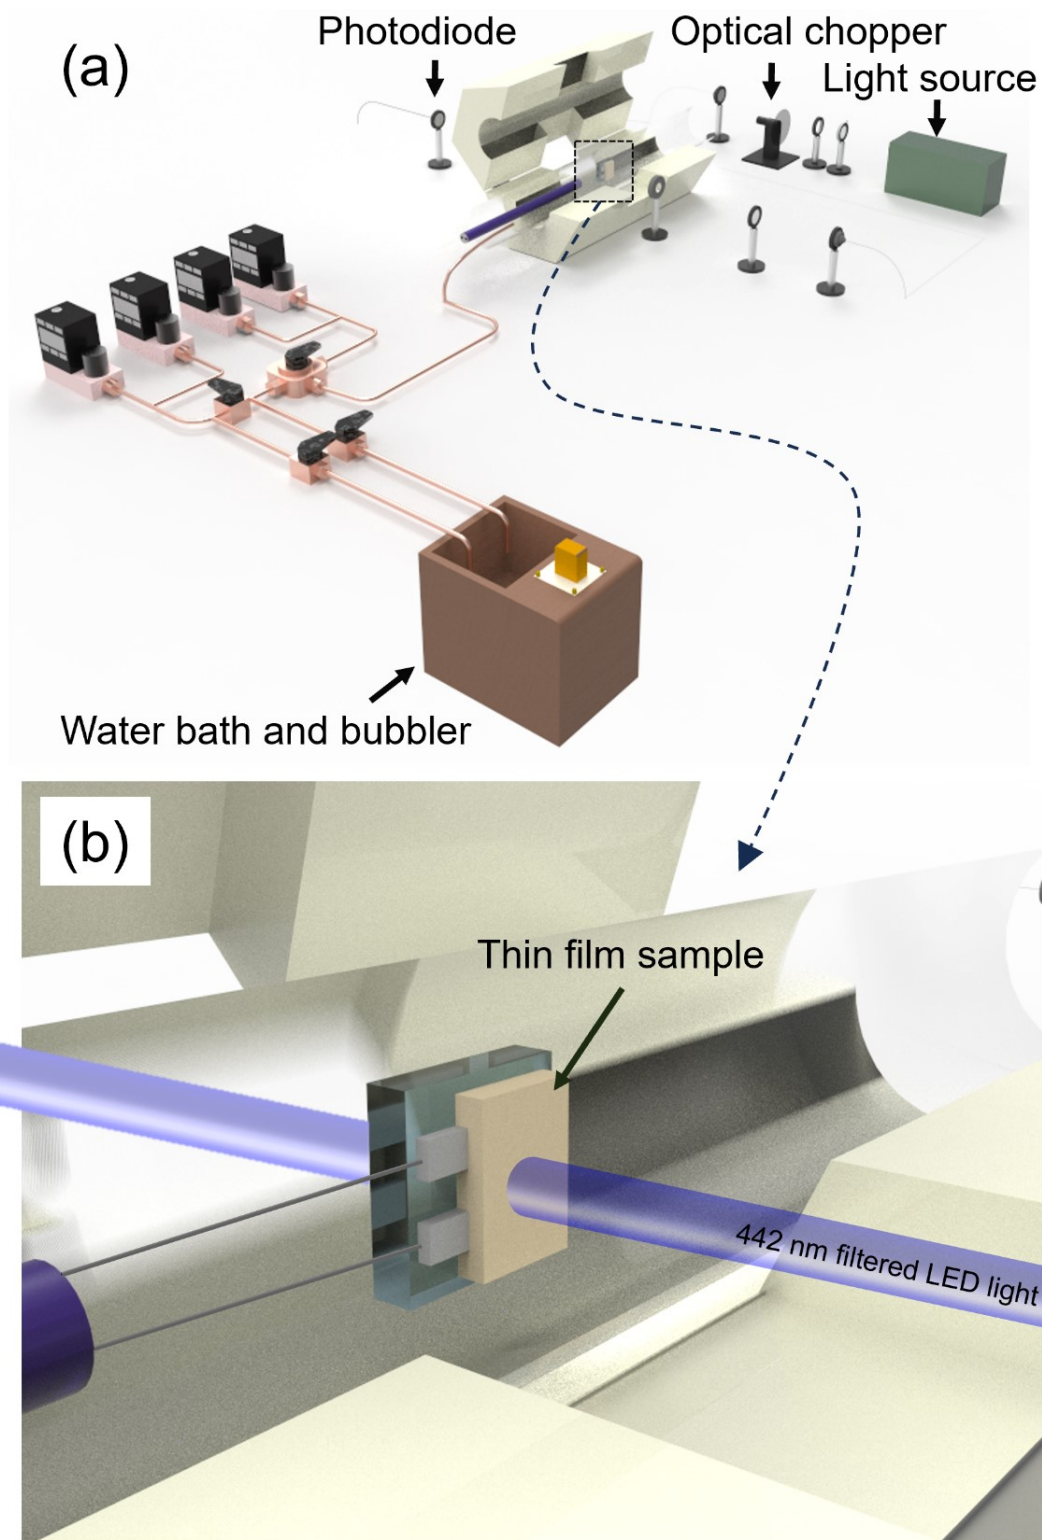 (a)
Photodiode
Optical chopper
Light source
Water bath and bubbler
(b)
Thin film sample
442 nm filtered LED light